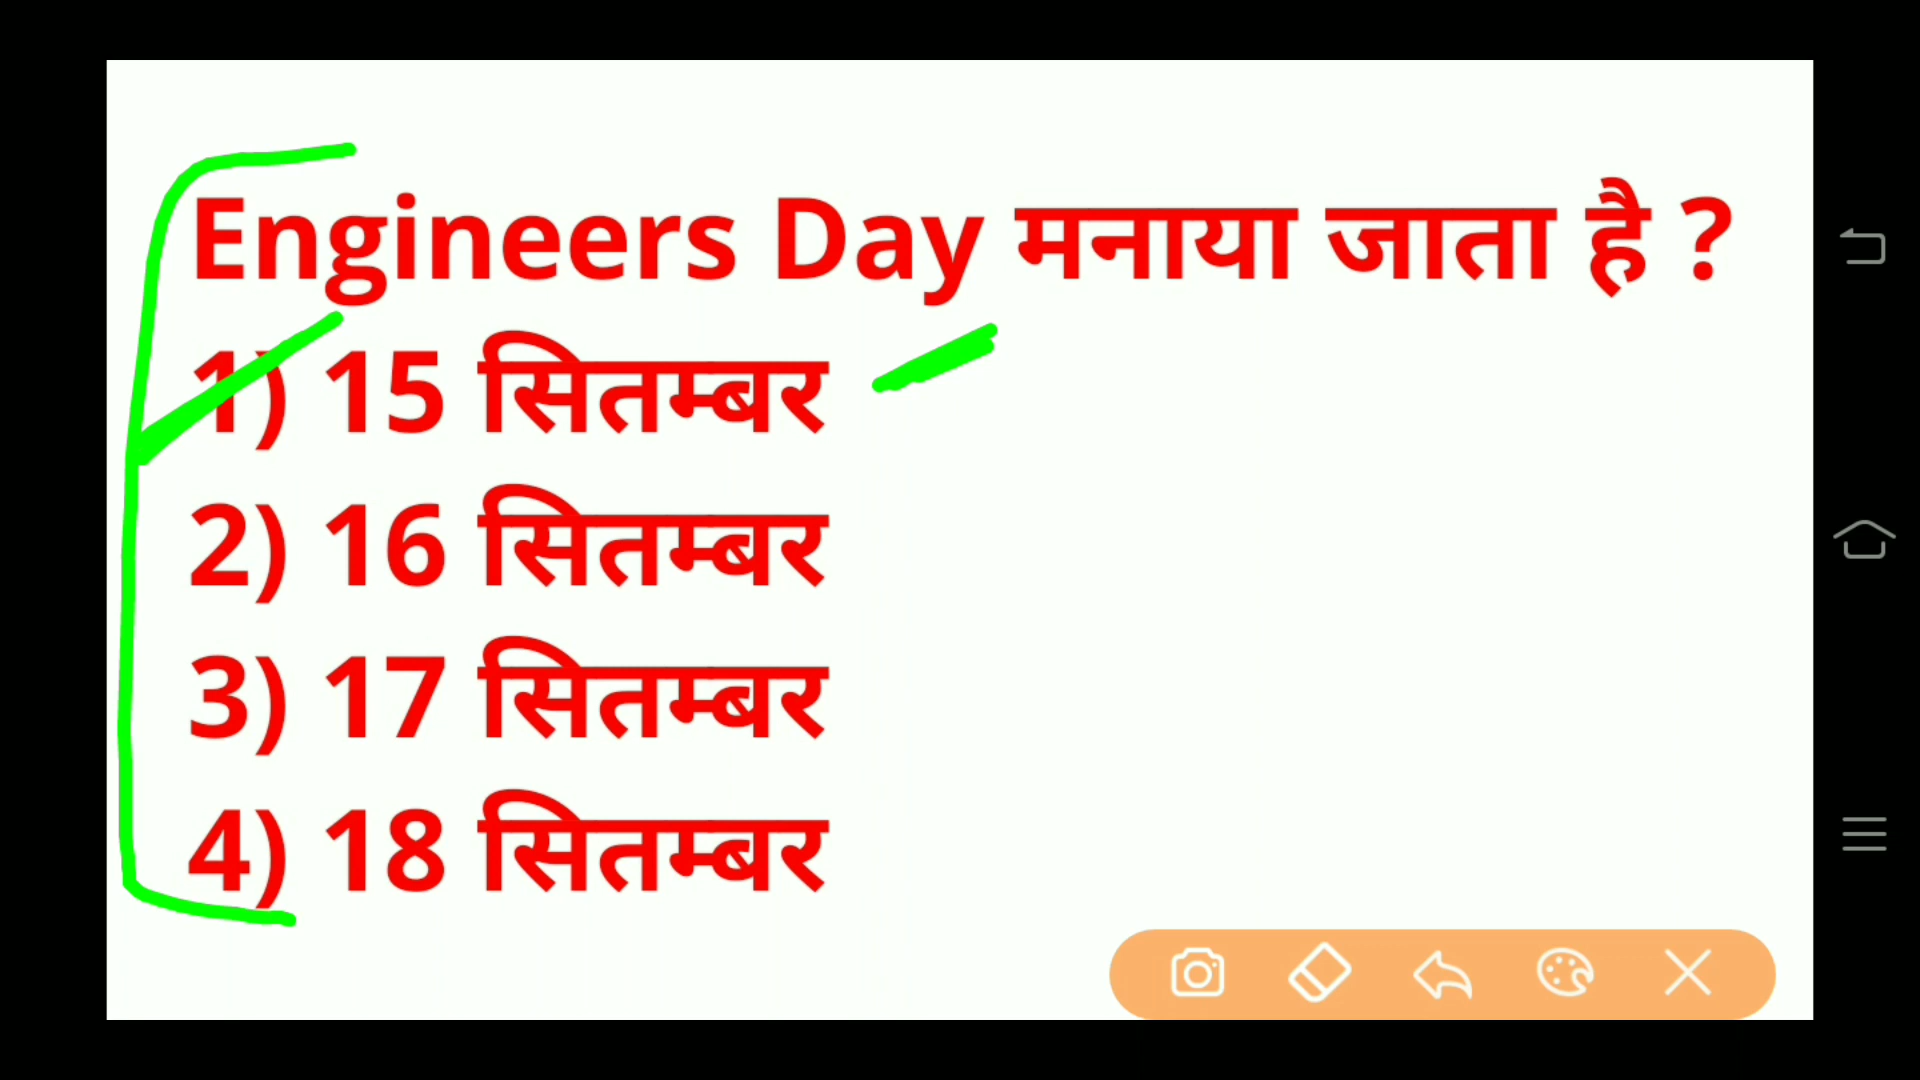 Engineers Day मनाया जाता है ?
1) 15 सितम्बर
2) 16 सितम्बर
3) 17 सितम्बर
4) 18 सितम्बर